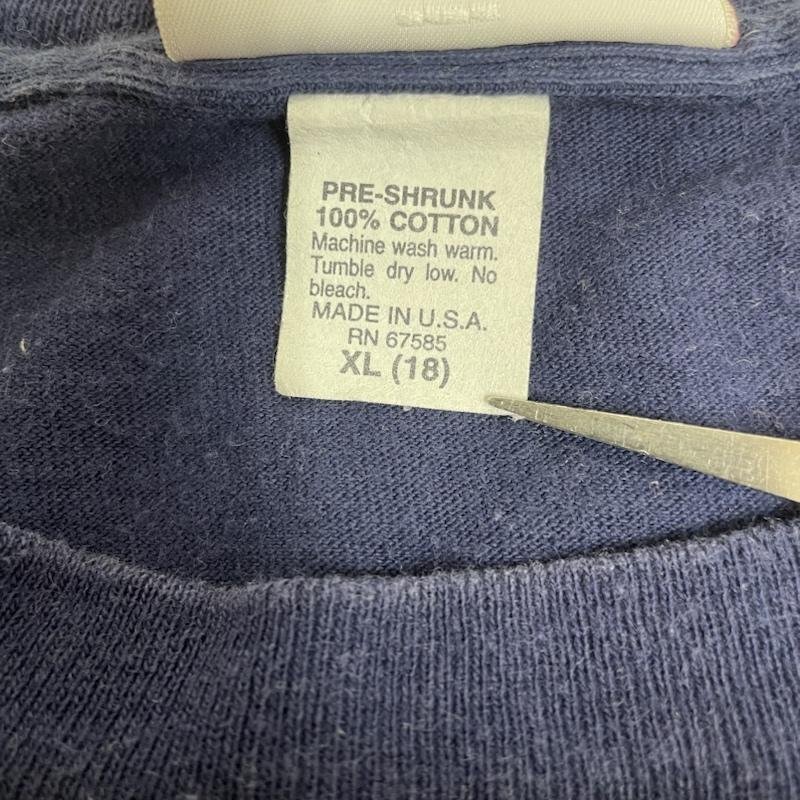 PRE-SHRUNK
100% COTTON
Machine wash warm.
Tumble dry low. No
bleach.
MADE IN U.S.A.
RN 67585
XL (18)